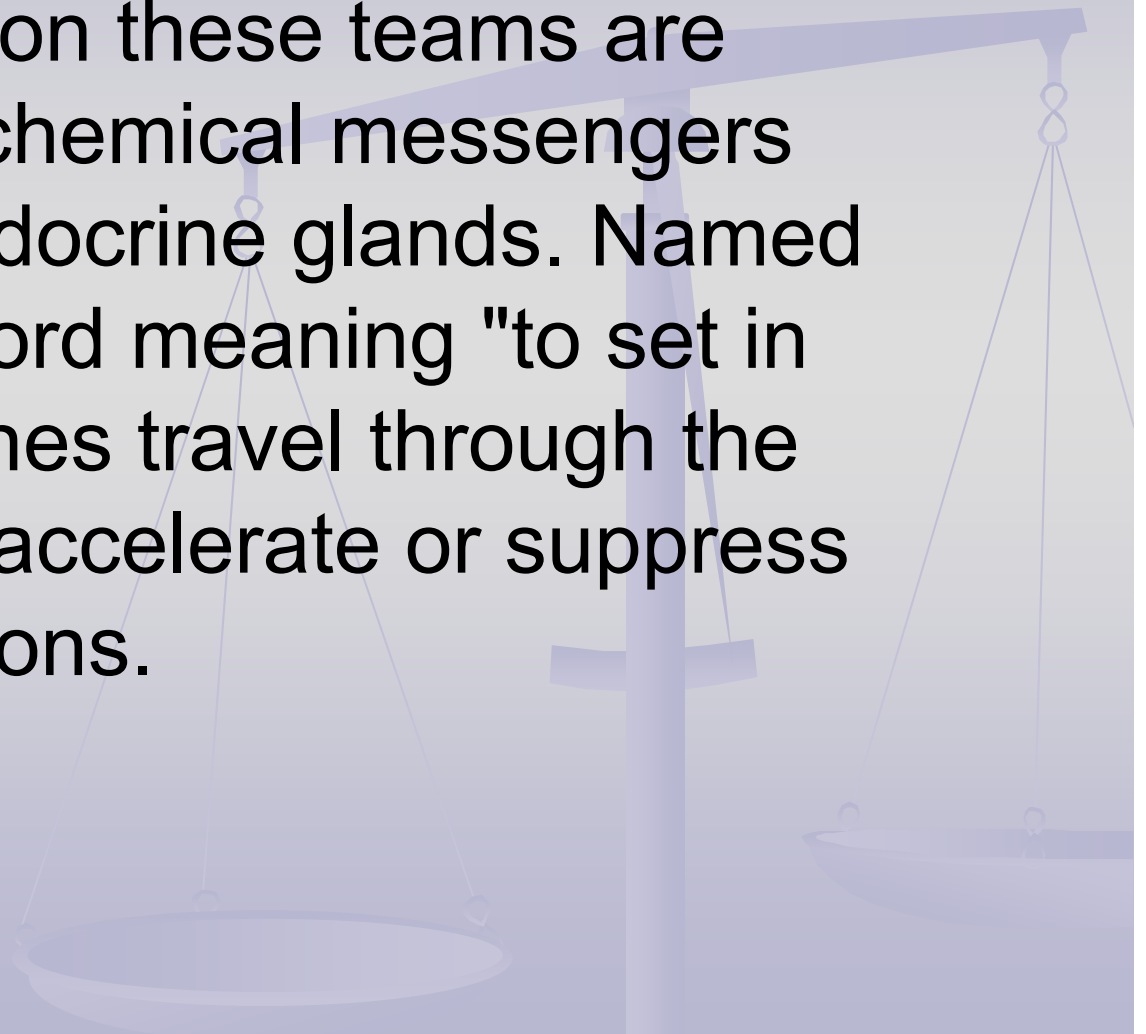 on these teams are
chemical messengers
docrine glands. Named
ord meaning "to set in
nes travel through the
accelerate or suppress
ons.